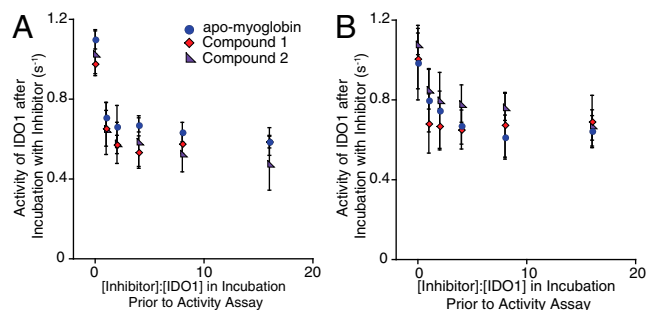 A
apo-myoglobin
Compound 1
Compound 2
Activity of IDO1 after
Incubation with Inhibitor (s⁻¹)
1.2
0.8
0.4
0
0
10
20
[Inhibitor]:[IDO1] in Incubation
Prior to Activity Assay
B
Activity of IDO1 after
Incubation with Inhibitor (s⁻¹)
1.2
0.8
0.4
0
0
10
20
[Inhibitor]:[IDO1] in Incubation
Prior to Activity Assay